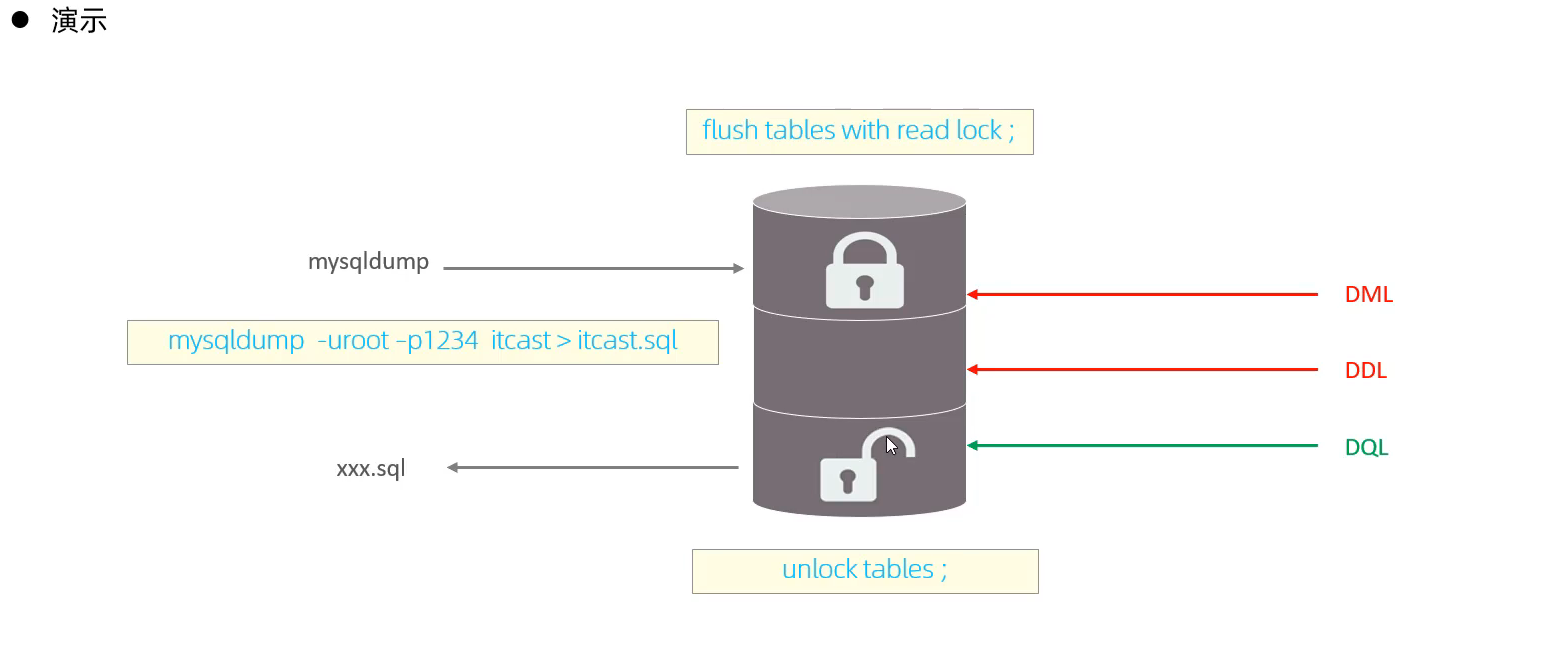 ● 演示
flush tables with read lock ;
mysqldump
DML
mysqldump -uroot –p1234 itcast > itcast.sql
DDL
DQL
xxx.sql
unlock tables ;